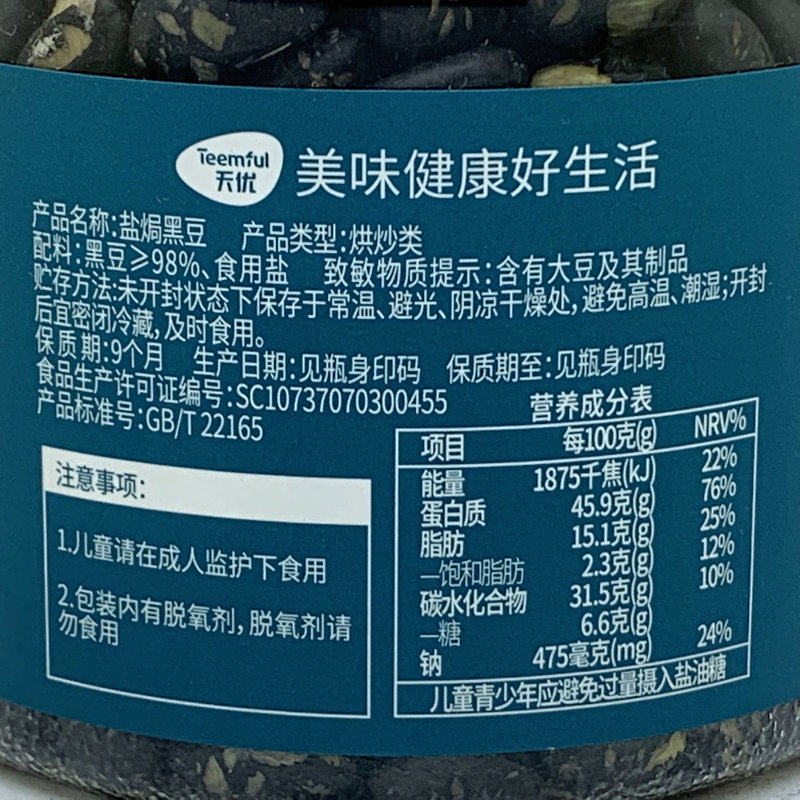 Teemful
天优
美味健康好生活
产品名称:盐焗黑豆 产品类型:烘炒类
配料:黑豆≥98%、食用盐 致敏物质提示:含有大豆及其制品
贮存方法:未开封状态下保存于常温、避光、阴凉干燥处,避免高温、潮湿;开封
后宜密闭冷藏,及时食用。
保质期:9个月 生产日期:见瓶身印码 保质期至:见瓶身印码
食品生产许可证编号:SC10737070300455
产品标准号:GB/T 22165
注意事项:
1.儿童请在成人监护下食用
2.包装内有脱氧剂,脱氧剂请
勿食用
营养成分表
项目 每100克(g) NRV%
能量 1875千焦(kJ) 22%
蛋白质 45.9克(g) 76%
脂肪 15.1克(g) 25%
—饱和脂肪 2.3克(g) 12%
碳水化合物 31.5克(g) 10%
—糖 6.6克(g)
钠 475毫克(mg) 24%
儿童青少年应避免过量摄入盐油糖